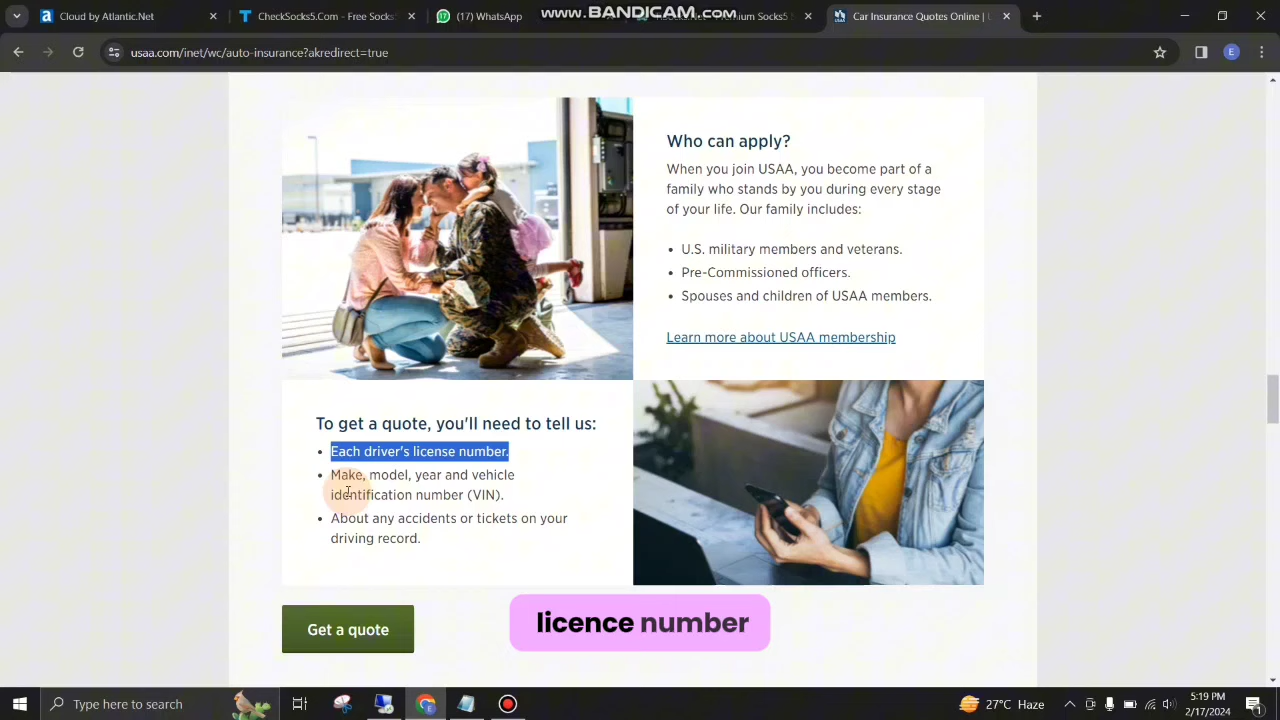 Cloud by Atlantic.Net
CheckSocks5.Com - Free Socks
WhatsApp
www.BANDICAM.com
Premium Socks5
Car Insurance Quotes Online | U
usaa.com/inet/wc/auto-insurance?akredirect=true
E
Who can apply?
When you join USAA, you become part of a
family who stands by you during every stage
of your life. Our family includes:
• U.S. military members and veterans.
• Pre-Commissioned officers.
• Spouses and children of USAA members.
Learn more about USAA membership
To get a quote, you'll need to tell us:
• Each driver's license number.
• Make, model, year and vehicle
identification number (VIN).
• About any accidents or tickets on your
driving record.
Get a quote
licence number
Type here to search
27°C Haze
5:19 PM
2/17/2024